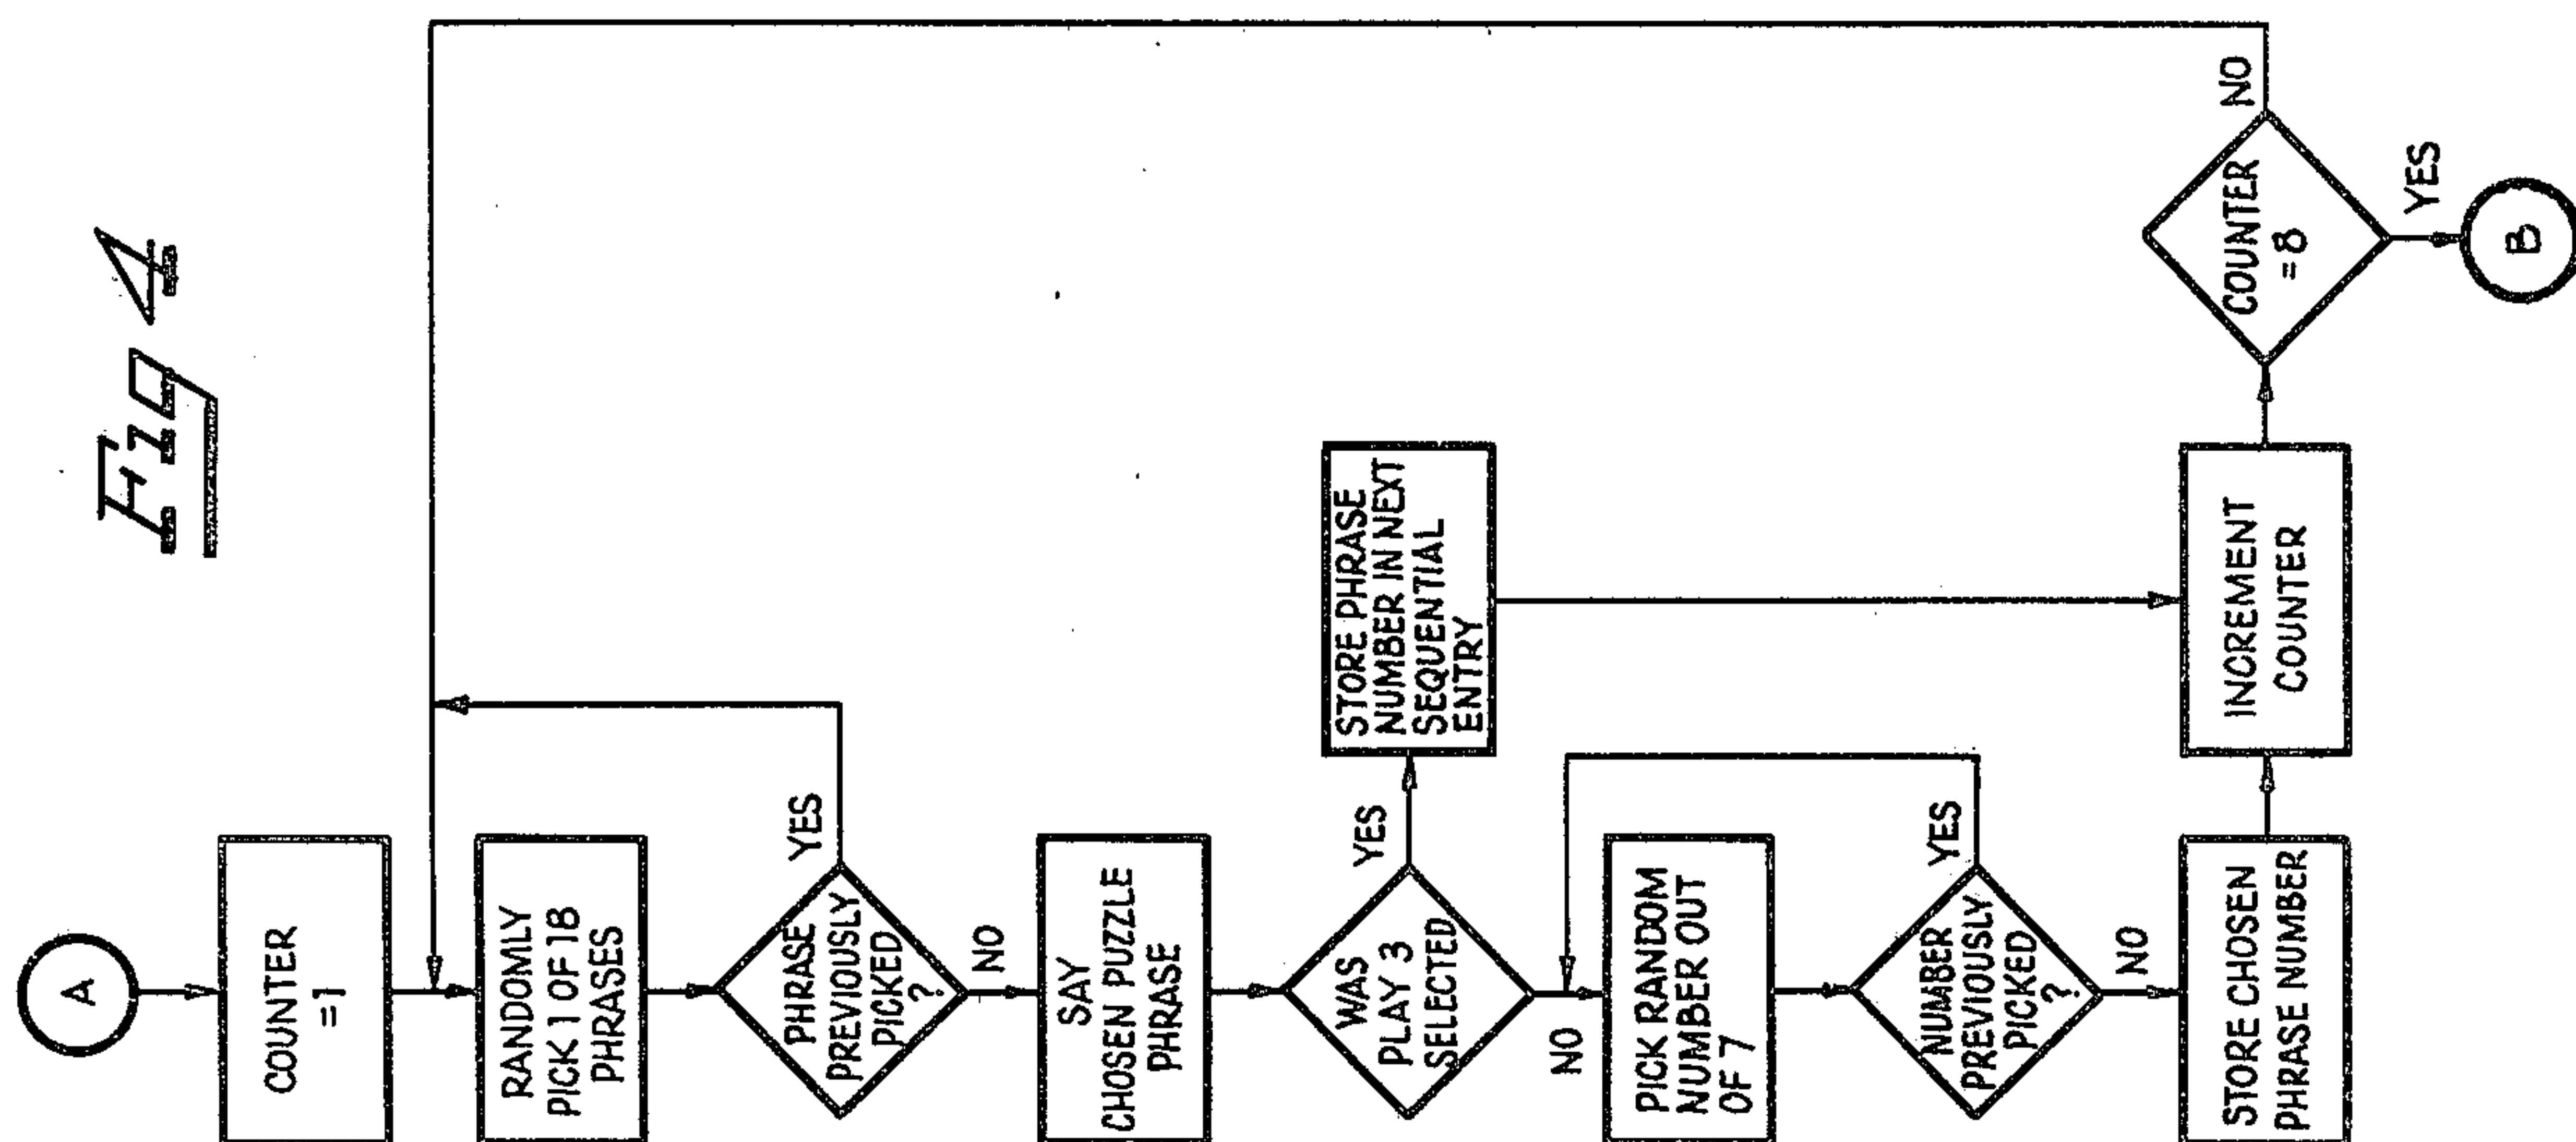 Fig 4
A
COUNTER
=1
RANDOMLY
PICK 1 OF 18
PHRASES
PHRASE
PREVIOUSLY
PICKED
?
YES
NO
SAY
CHOSEN PUZZLE
PHRASE
WAS
PLAY 3
SELECTED
YES
NO
STORE PHRASE
NUMBER IN NEXT
SEQUENTIAL
ENTRY
PICK RANDOM
NUMBER OUT
OF 7
NUMBER
PREVIOUSLY
PICKED
?
YES
NO
STORE CHOSEN
PHRASE NUMBER
INCREMENT
COUNTER
COUNTER
=8
NO
YES
B